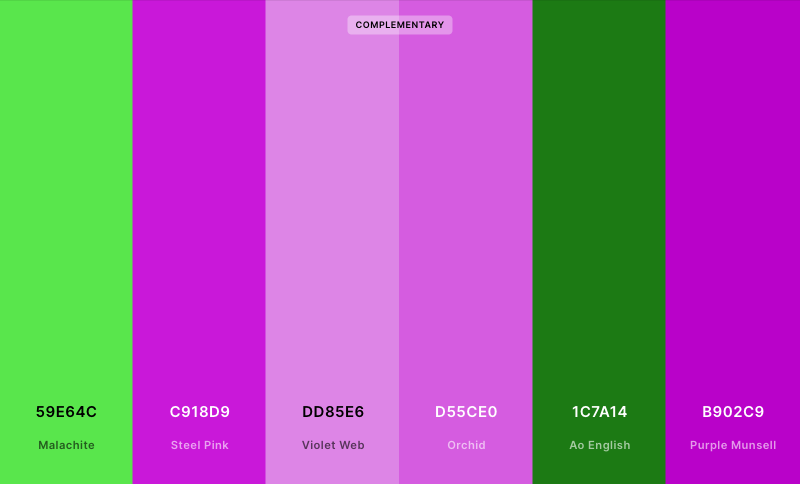 COMPLEMENTARY
59E64C
Malachite
C918D9
Steel Pink
DD85E6
Violet Web
D55CE0
Orchid
1C7A14
Ao English
B902C9
Purple Munsell